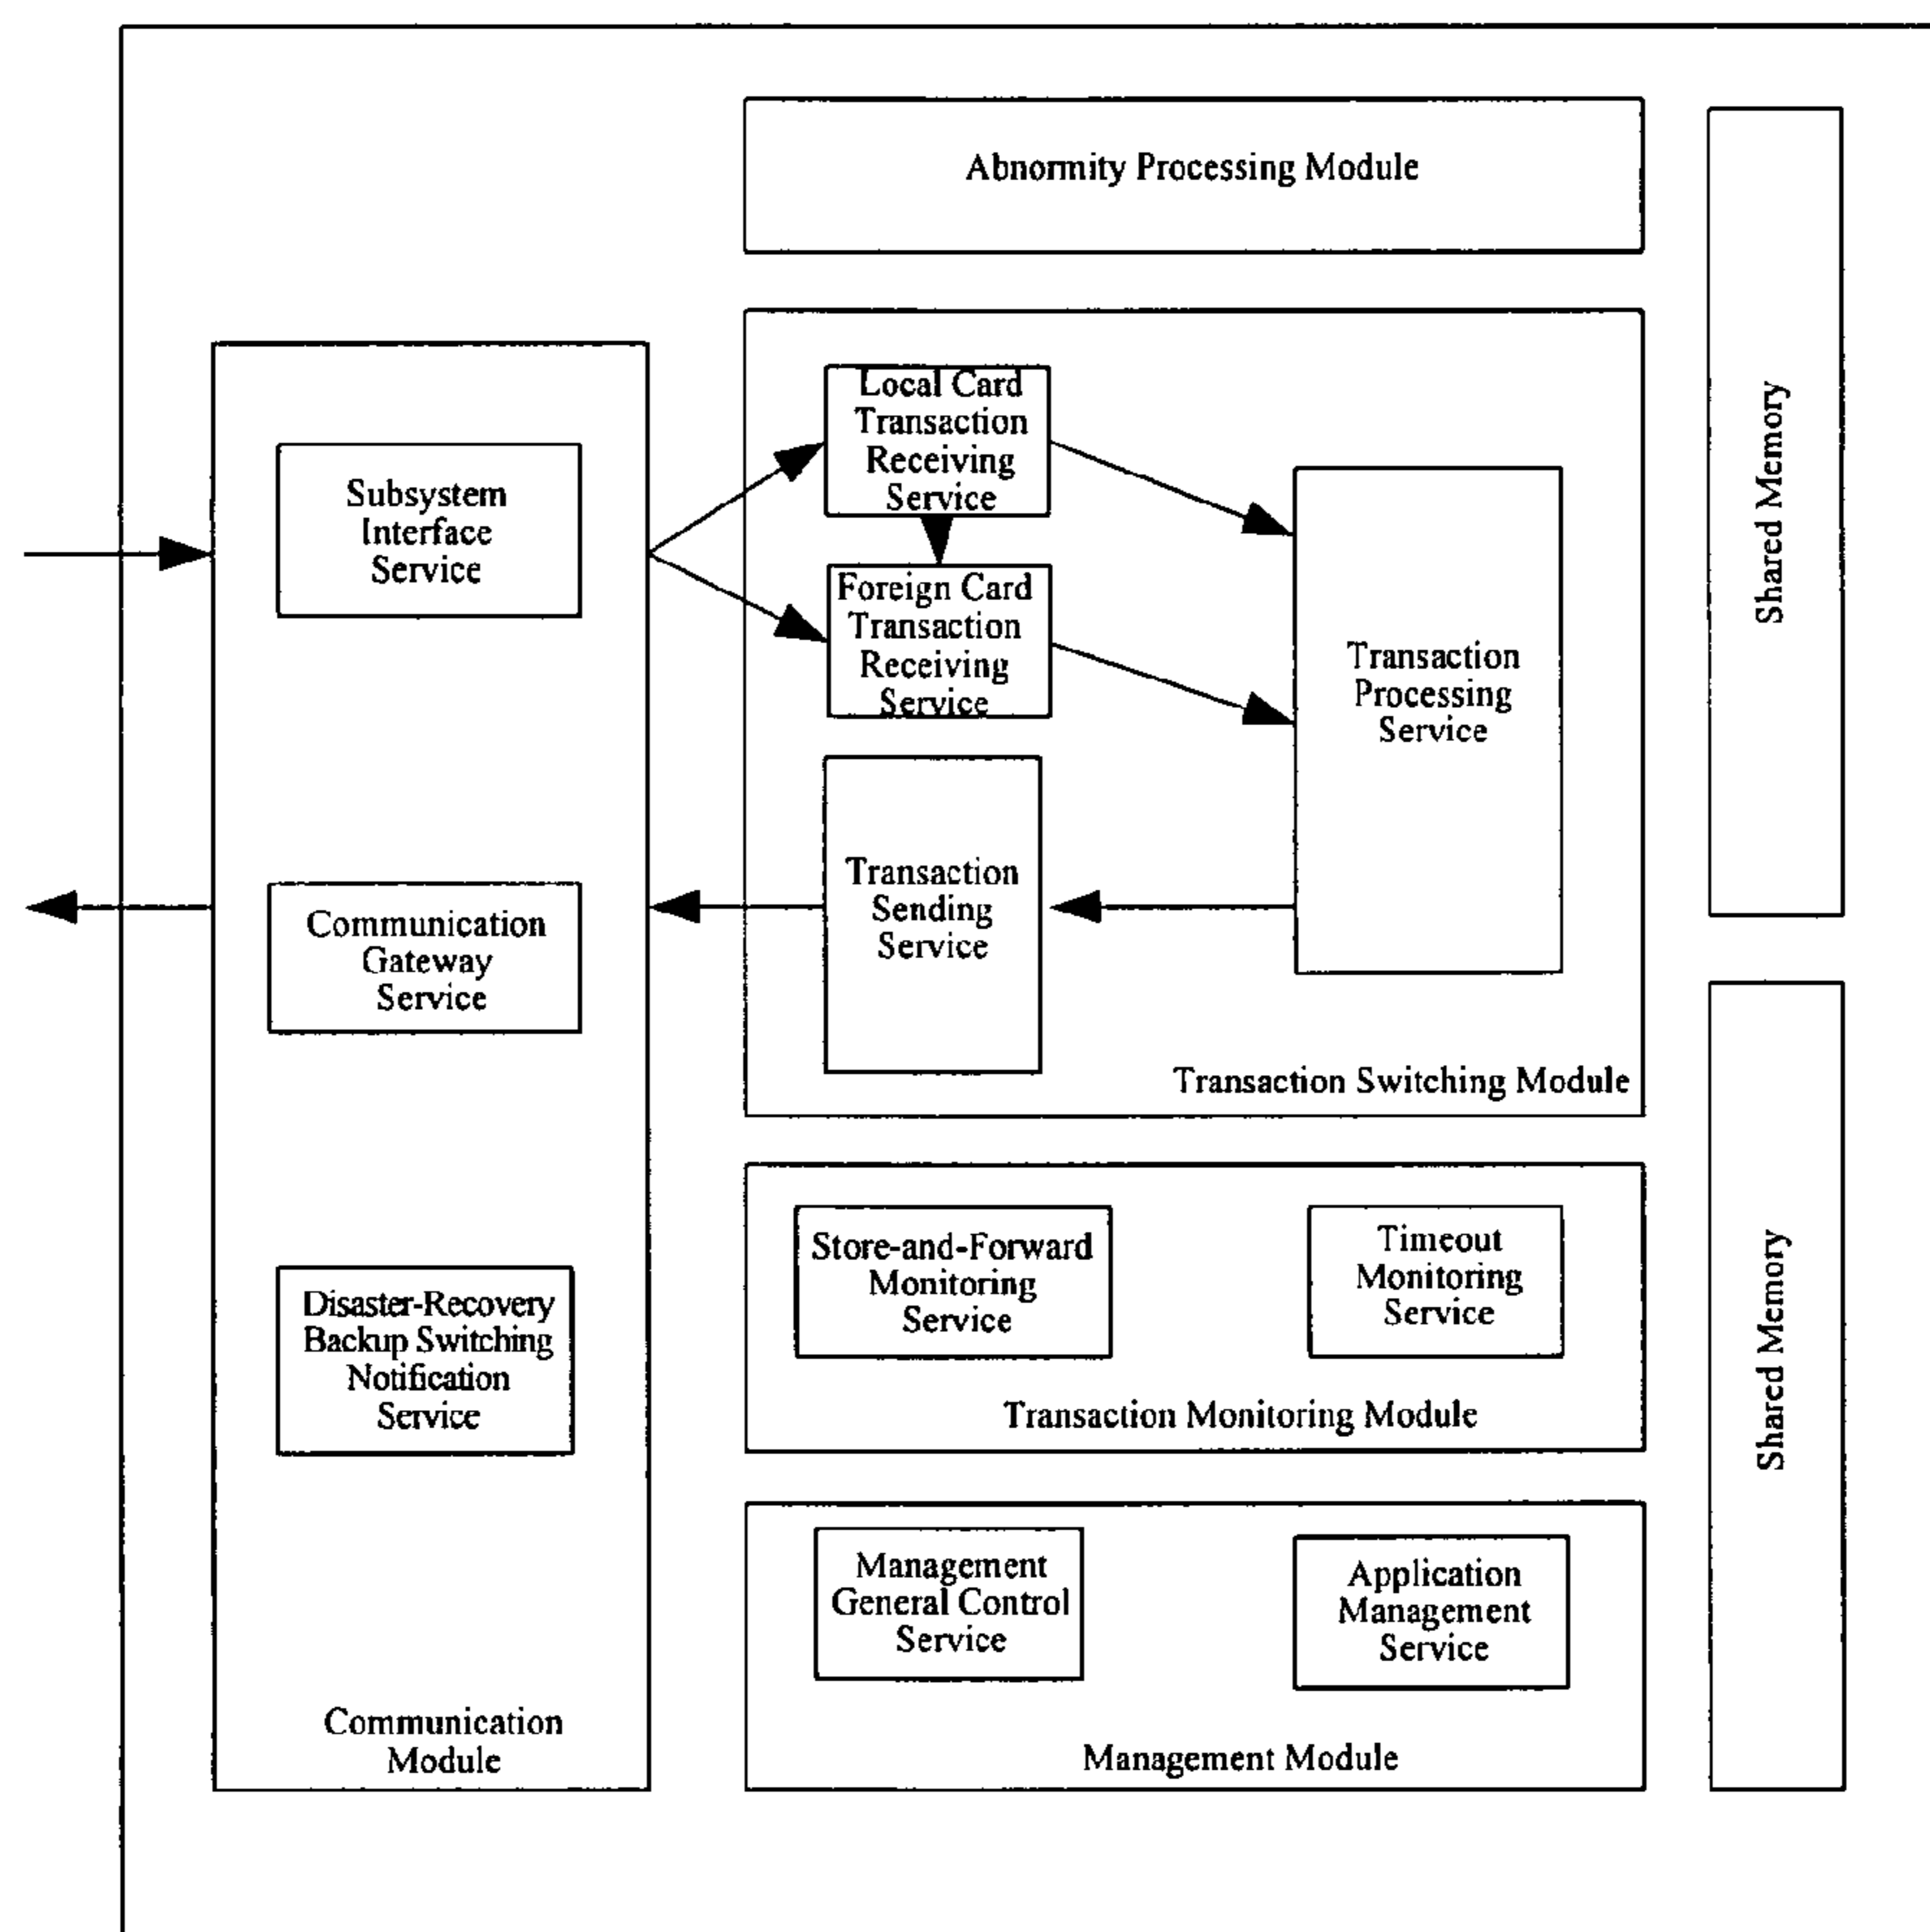 Abnormity Processing Module
Subsystem
Interface
Service
Communication
Gateway
Service
Disaster-Recovery
Backup Switching
Notification
Service
Communication
Module
Local Card
Transaction
Receiving
Service
Foreign Card
Transaction
Receiving
Service
Transaction
Sending
Service
Transaction
Processing
Service
Transaction Switching Module
Store-and-Forward
Monitoring
Service
Timeout
Monitoring
Service
Transaction Monitoring Module
Management
General Control
Service
Application
Management
Service
Management Module
Shared Memory
Shared Memory